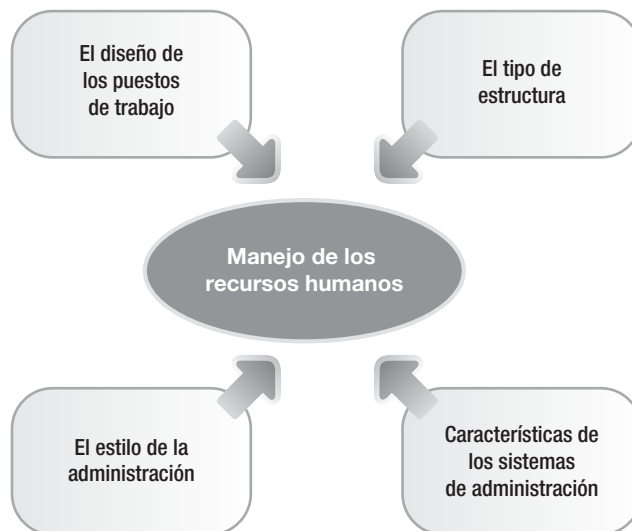 El diseño de
los puestos
de trabajo
El tipo de
estructura
Manejo de los
recursos humanos
El estilo de la
administración
Características de
los sistemas
de administración